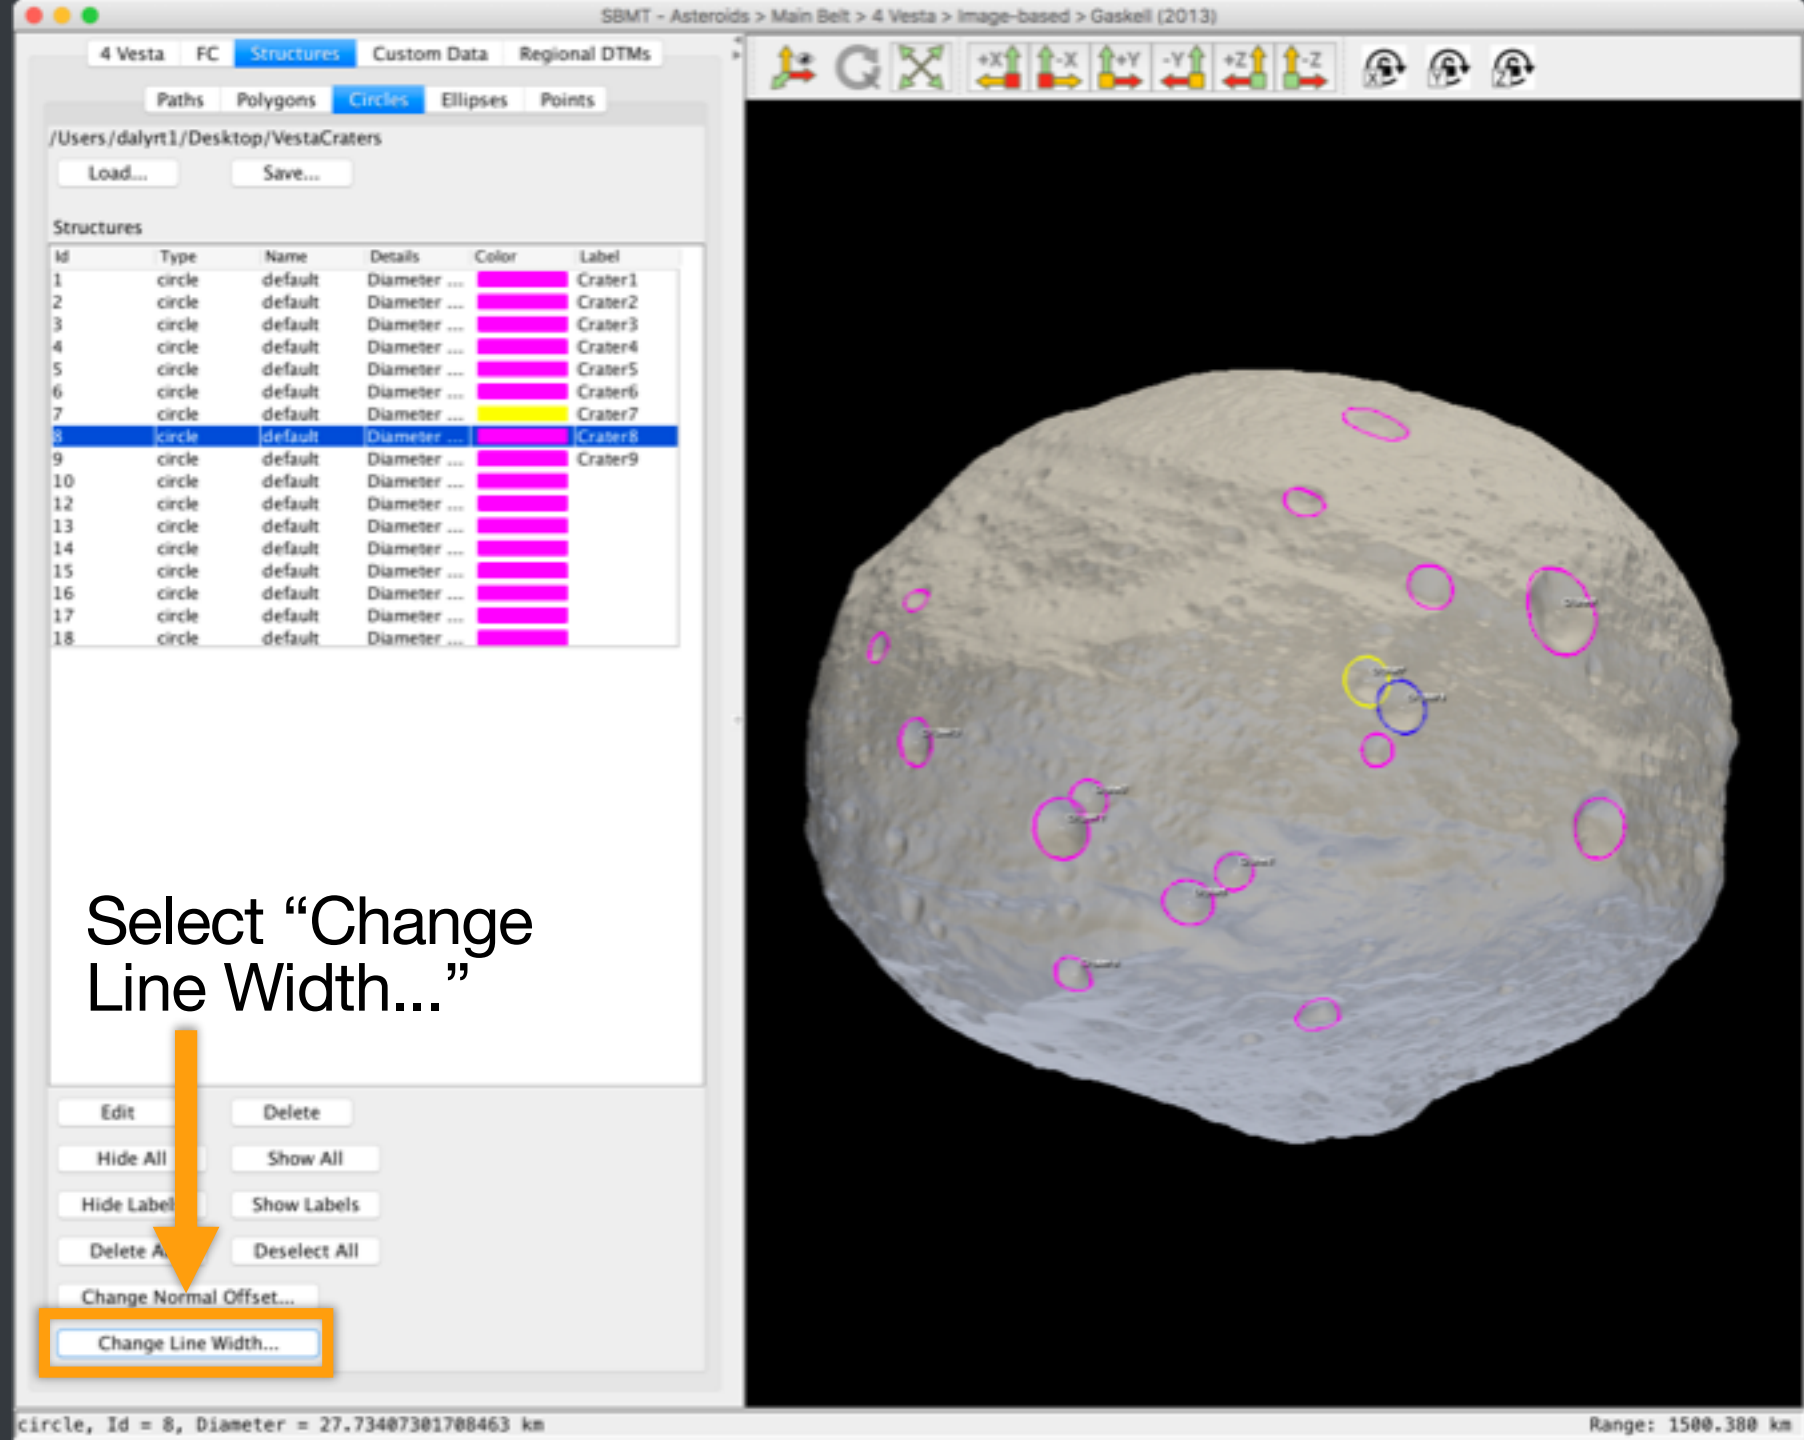 SBMT - Asteroids > Main Belt > 4 Vesta > Image-based > Gaskell (2013)
4 Vesta FC Structures Custom Data Regional DTMs
Paths Polygons Circles Ellipses Points
/Users/dalyrt1/Desktop/VestaCraters
Load... Save...
Structures
Id Type Name Details Color Label
1 circle default Diameter ... Crater1
2 circle default Diameter ... Crater2
3 circle default Diameter ... Crater3
4 circle default Diameter ... Crater4
5 circle default Diameter ... Crater5
6 circle default Diameter ... Crater6
7 circle default Diameter ... Crater7
8 circle default Diameter ... Crater8
9 circle default Diameter ... Crater9
10 circle default Diameter ...
12 circle default Diameter ...
13 circle default Diameter ...
14 circle default Diameter ...
15 circle default Diameter ...
16 circle default Diameter ...
17 circle default Diameter ...
18 circle default Diameter ...
Select “Change
Line Width...”
Edit Delete
Hide All Show All
Hide Labels Show Labels
Delete A Deselect All
Change Normal Offset...
Change Line Width...
+X -X +Y -Y +Z -Z
X Y Z
circle, Id = 8, Diameter = 27.73407301708463 km
Range: 1500.380 km